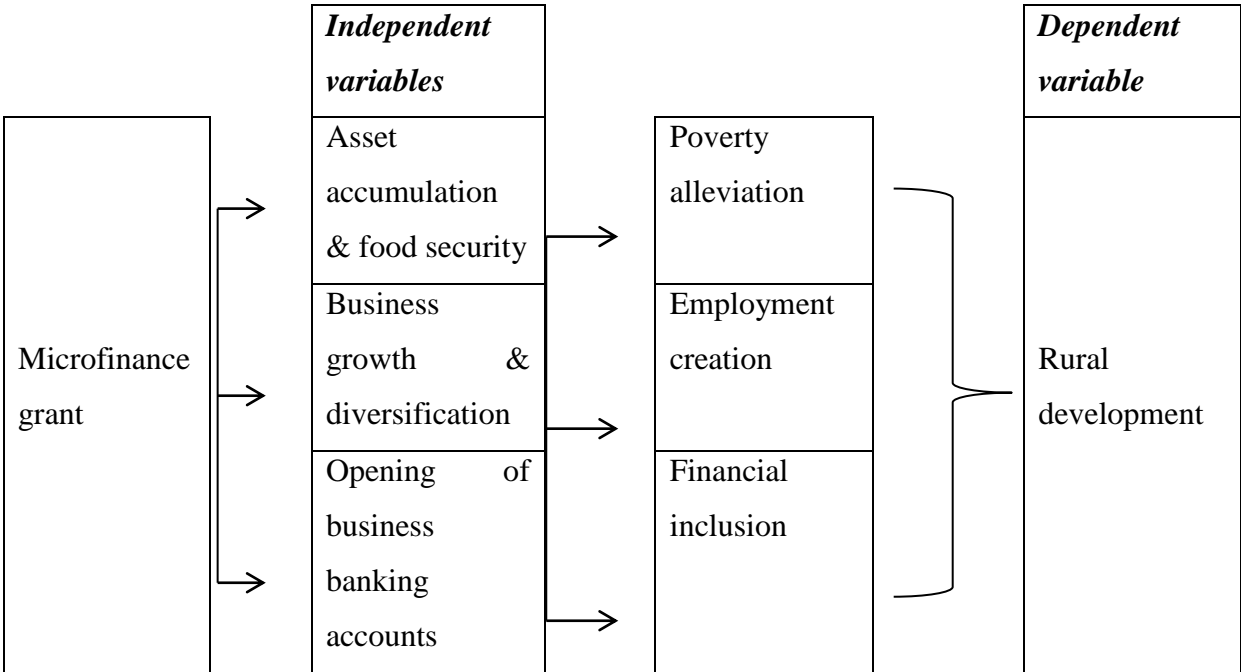 Independent
variables
Dependent
variable
Microfinance
grant
Asset
accumulation
& food security
Business
growth &
diversification
Opening of
business
banking
accounts
Poverty
alleviation
Employment
creation
Financial
inclusion
Rural
development